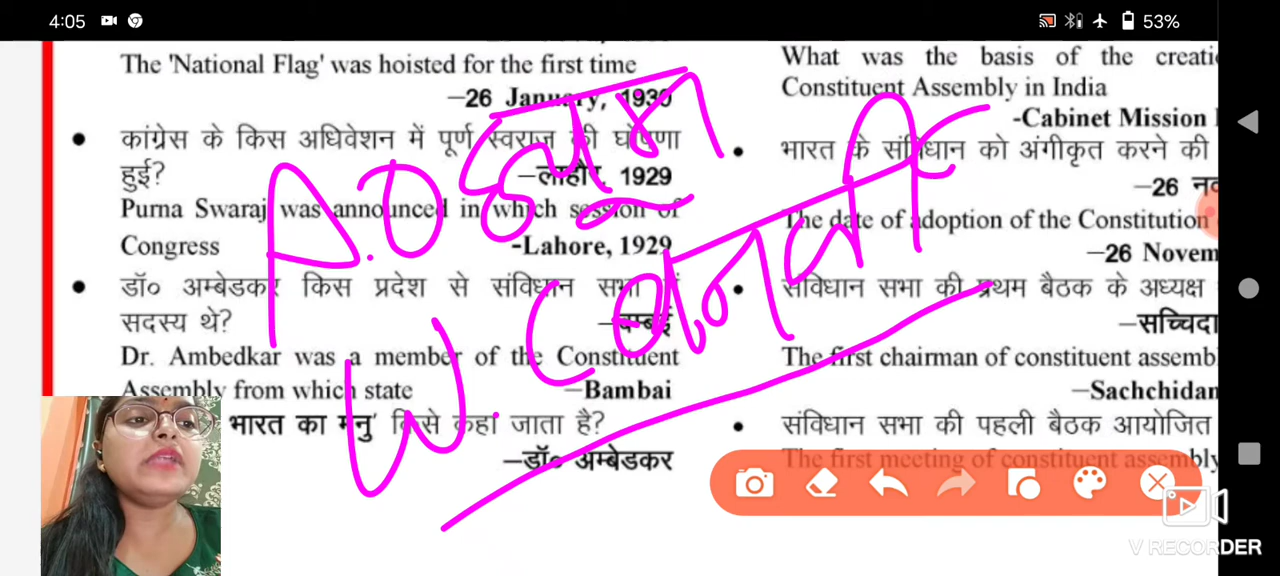 4:05
53%
The 'National Flag' was hoisted for the first time
–26 January, 1930
• कांग्रेस के किस अधिवेशन में पूर्ण स्वराज की घोषणा
हुई?
–लाहौर, 1929
Purna Swaraj was announced in which session of
Congress -Lahore, 1929
• डॉ० अम्बेडकर किस प्रदेश से संविधान सभा में
सदस्य थे? –बम्बई
Dr. Ambedkar was a member of the Constituent
Assembly from which state –Bambai
भारत का मनु' किसे कहा जाता है?
–डॉ० अम्बेडकर
What was the basis of the creati
Constituent Assembly in India
-Cabinet Mission
• भारत के संविधान को अंगीकृत करने की
–26 नव
The date of adoption of the Constitution
–26 Novem
• संविधान सभा की प्रथम बैठक के अध्यक्ष
–सच्चिदा
The first chairman of constituent assemb
–Sachchidan
• संविधान सभा की पहली बैठक आयोजित
The first meeting of constituent assembly
A.O
W.C
V RECORDER